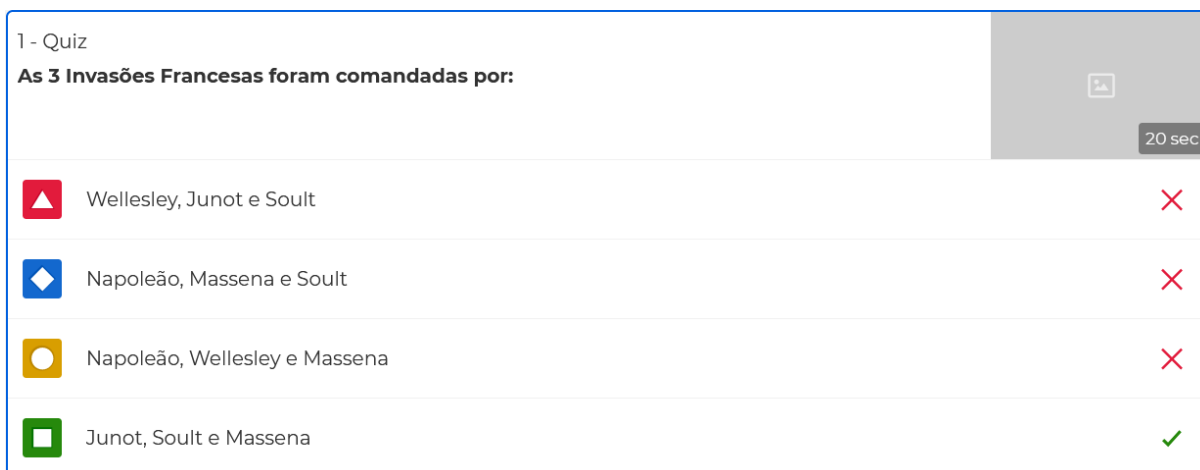 1 - Quiz
As 3 Invasões Francesas foram comandadas por:
20 sec
Wellesley, Junot e Soult
Napoleão, Massena e Soult
Napoleão, Wellesley e Massena
Junot, Soult e Massena